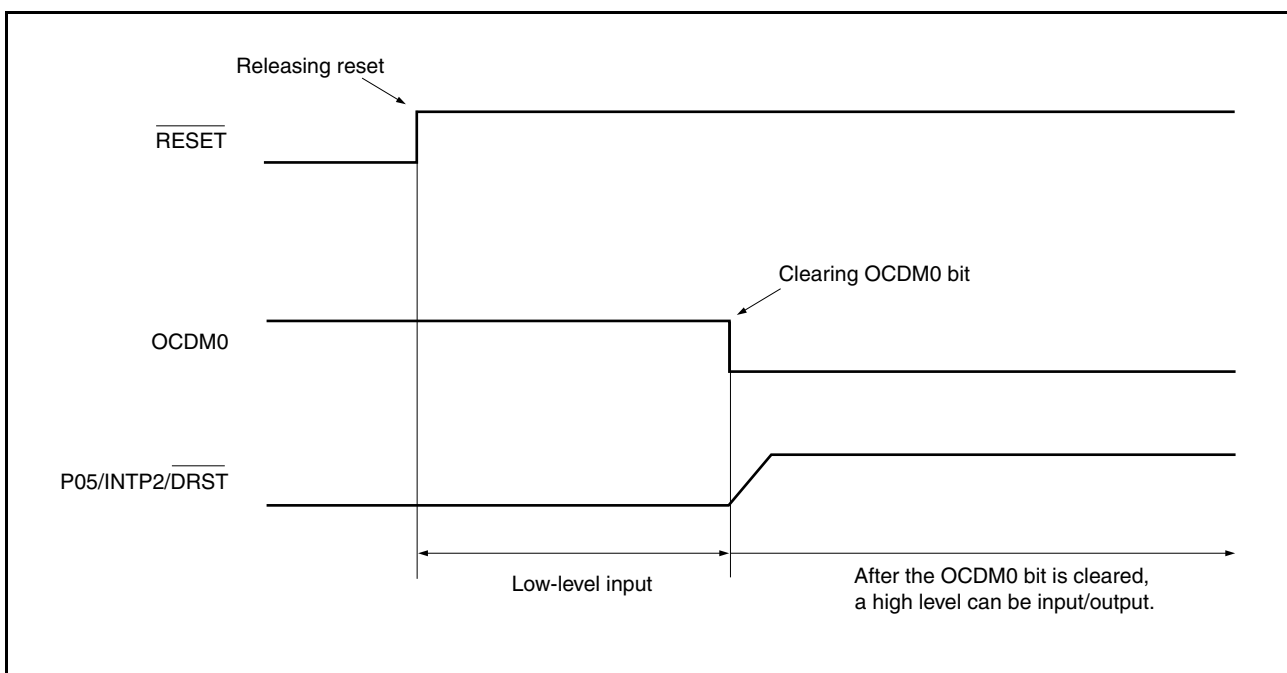 Releasing reset
RESET
Clearing OCDM0 bit
OCDM0
P05/INTP2/DRST
Low-level input
After the OCDM0 bit is cleared,
a high level can be input/output.